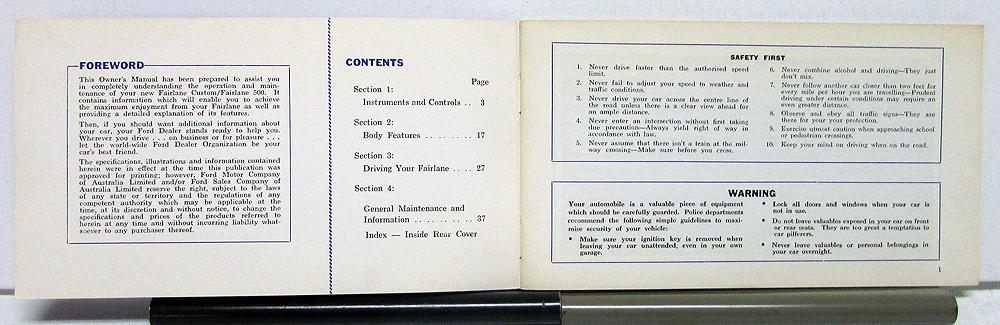 FOREWORD
This Owner's Manual has been prepared to assist you
in completely understanding the operation and main-
tenance of your new Fairlane Custom/Fairlane 500. It
contains information which will enable you to achieve
the maximum enjoyment from your Fairlane as well as
providing a detailed explanation of its features.
Then, if you should want additional information about
your car, your Ford Dealer stands ready to help you.
Wherever you drive . . . on business or for pleasure . . .
let the world-wide Ford Dealer Organization be your
car's best friend.
The specifications, illustrations and information contained
herein were in effect at the time this publication was
approved for printing; however, Ford Motor Company
of Australia Limited and/or Ford Sales Company of
Australia Limited reserve the right, subject to the laws
of any state or territory and the regulations of any
competent authority which may be applicable at the
time, at its discretion and without notice, to change the
specifications and prices of the products referred to
herein at any time and without incurring liability what-
soever to any purchaser thereof.
CONTENTS
Page
Section 1:
Instruments and Controls . . 3
Section 2:
Body Features . . . . . . . . 17
Section 3:
Driving Your Fairlane . . . . 27
Section 4:
General Maintenance and
Information . . . . . . . . . . 37
Index — Inside Rear Cover
SAFETY FIRST
1. Never drive faster than the authorised speed
limit.
2. Never fail to adjust your speed to weather and
traffic conditions.
3. Never drive your car across the centre line of
the road unless there is a clear view ahead for
an ample distance.
4. Never enter an intersection without first taking
due precaution—Always yield right of way in
accordance with law.
5. Never assume that there isn't a train at the rail-
way crossing—Make sure before you cross.
6. Never combine alcohol and driving—They just
don't mix.
7. Never follow another car closer than two feet for
every mile per hour you are travelling—Prudent
driving under certain conditions may require an
even greater distance.
8. Observe and obey all traffic signs—They are
there for your protection.
9. Exercise utmost caution when approaching school
or pedestrian crossings.
10. Keep your mind on driving when on the road.
WARNING
Your automobile is a valuable piece of equipment
which should be carefully guarded. Police departments
recommend the following simple guidelines to maxi-
mise security of your vehicle:
• Make sure your ignition key is removed when
leaving your car unattended, even in your own
garage.
• Lock all doors and windows when your car is
not in use.
• Do not leave valuables exposed in your car on front
or rear seats. They are too great a temptation to
car pilferers.
• Never leave valuables or personal belongings in
your car overnight.
1